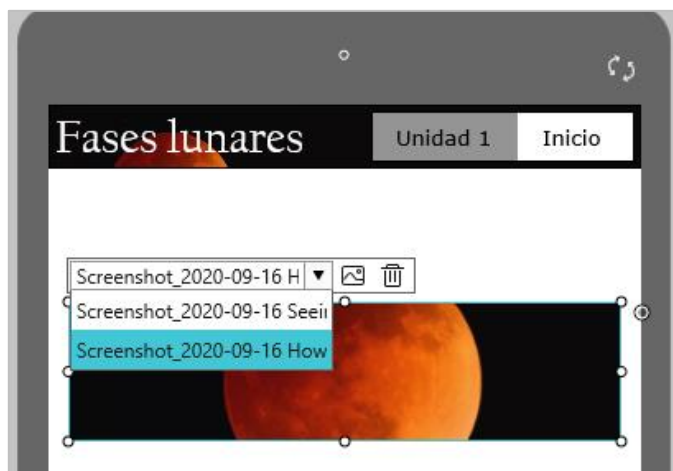 Fases lunares
Unidad 1
Inicio
Screenshot_2020-09-16 H
Screenshot_2020-09-16 Seei
Screenshot_2020-09-16 How